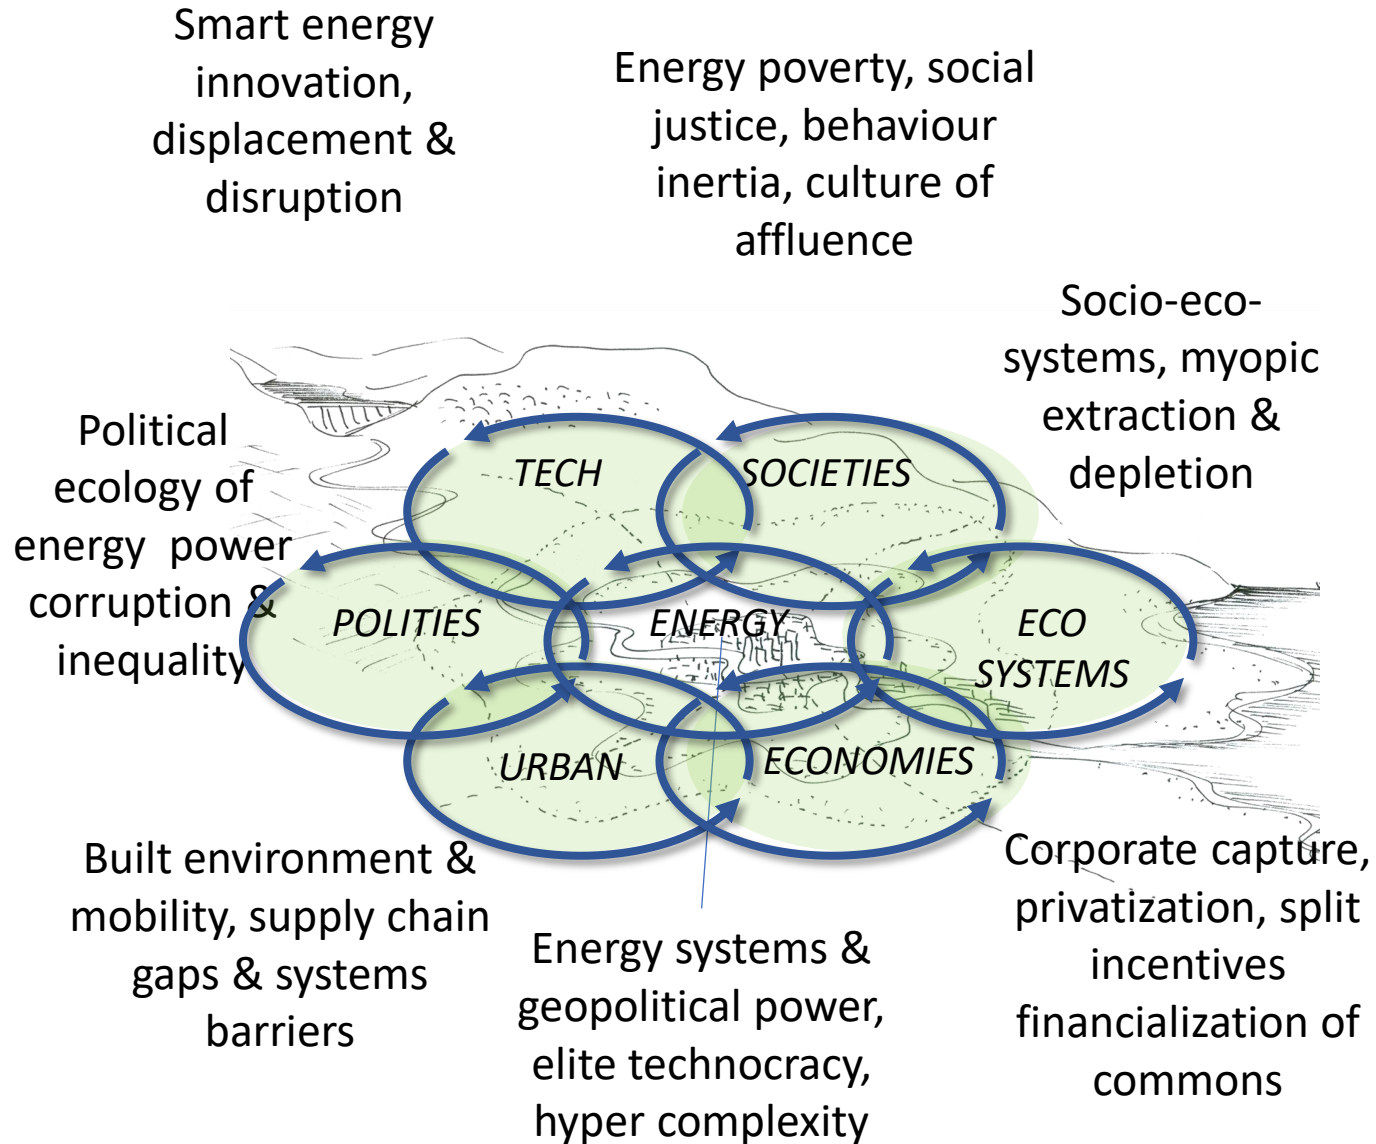 Smart energy
innovation,
displacement &
disruption
Energy poverty, social
justice, behaviour
inertia, culture of
affluence
Socio-eco-
systems, myopic
extraction &
depletion
Political
ecology of
energy power
corruption &
inequality
TECH
SOCIETIES
POLITIES
ENERGY
ECO
SYSTEMS
URBAN
ECONOMIES
Built environment &
mobility, supply chain
gaps & systems
barriers
Energy systems &
geopolitical power,
elite technocracy,
hyper complexity
Corporate capture,
privatization, split
incentives
financialization of
commons